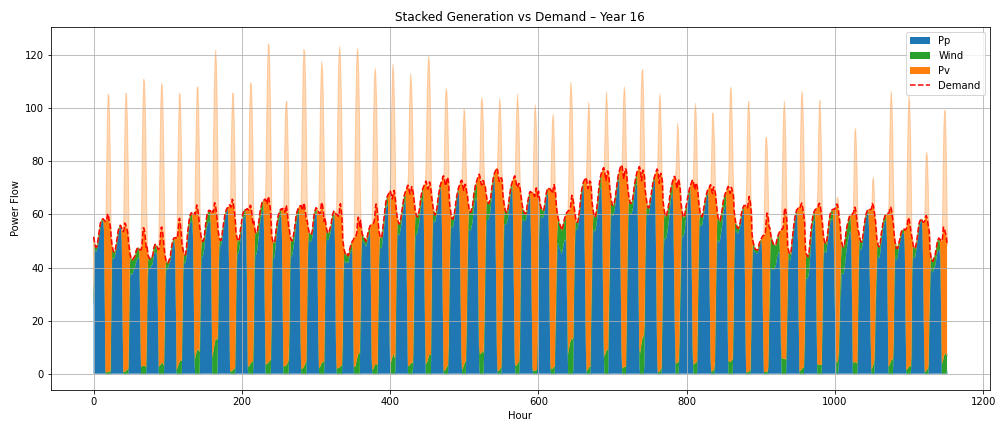 Stacked Generation vs Demand – Year 16
Pp
Wind
Pv
Demand
Power Flow
120
100
80
60
40
20
0
0 200 400 600 800 1000 1200
Hour